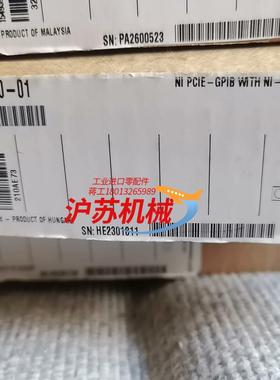 PRODUCT OF MALAYSIA
SN: PA2600523
0-01
NI PCIE-GPIB WITH NI-
工业进口零配件
蒋工18013265989
沪苏机械
210AE73
- PRODUCT OF HUNG
SN: HE2301811